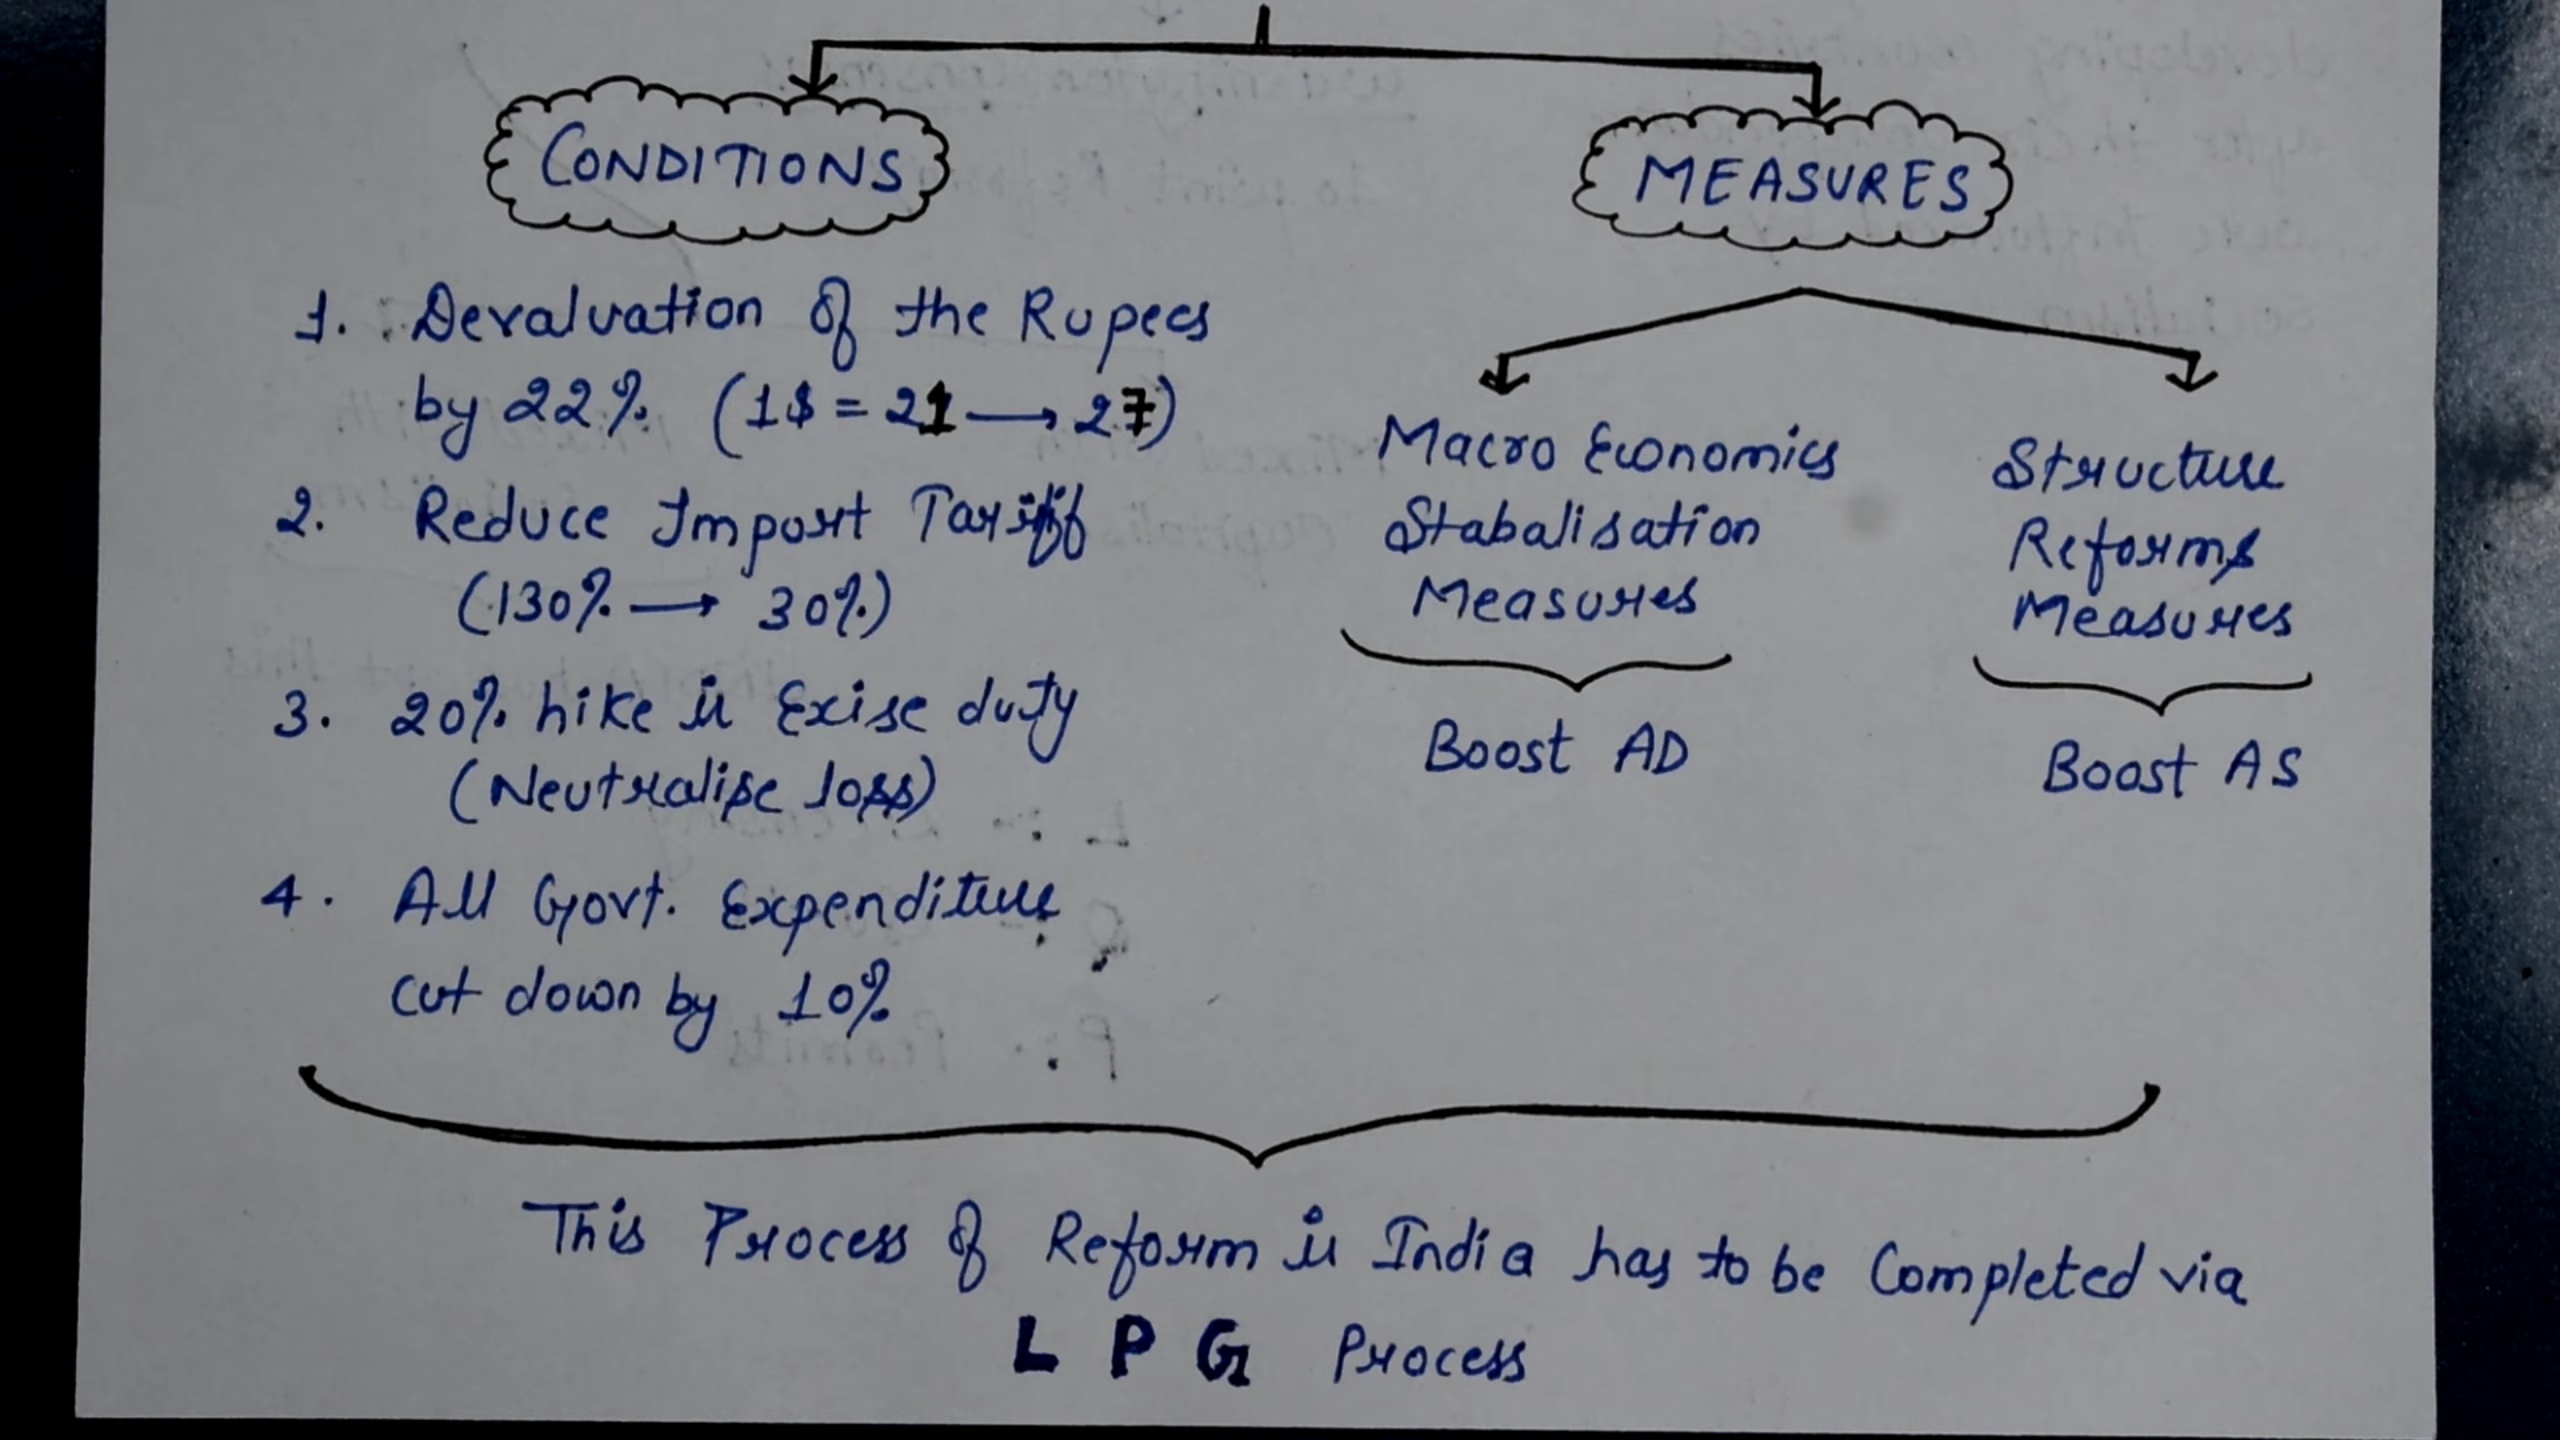 CONDITIONS
1. Devaluation of the Rupees
by 22%. (1$ = 21 → 27)
2. Reduce Import Tariff
(130% → 30%)
3. 20% hike in Exise duty
(Neutralise loss)
4. All Govt. Expenditure
cut down by 10%
MEASURES
Macro Economics
Stabalisation
Measures
Boost AD
Structure
Reforms
Measures
Boost AS
This Process of Reform in India has to be Completed via
L P G Process